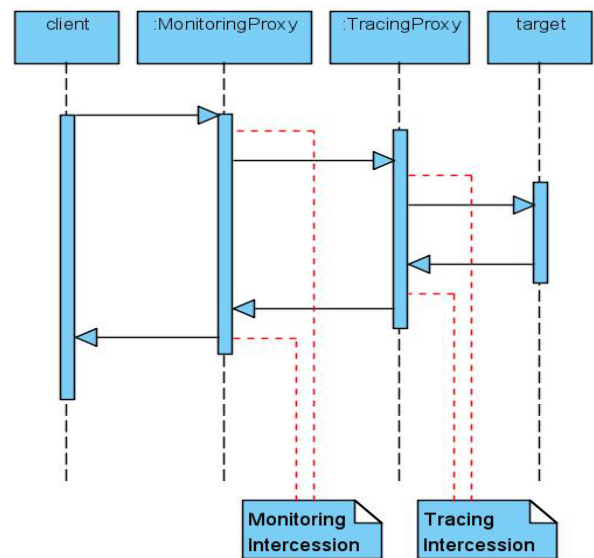 client
:MonitoringProxy
:TracingProxy
target
Monitoring
Intercession
Tracing
Intercession